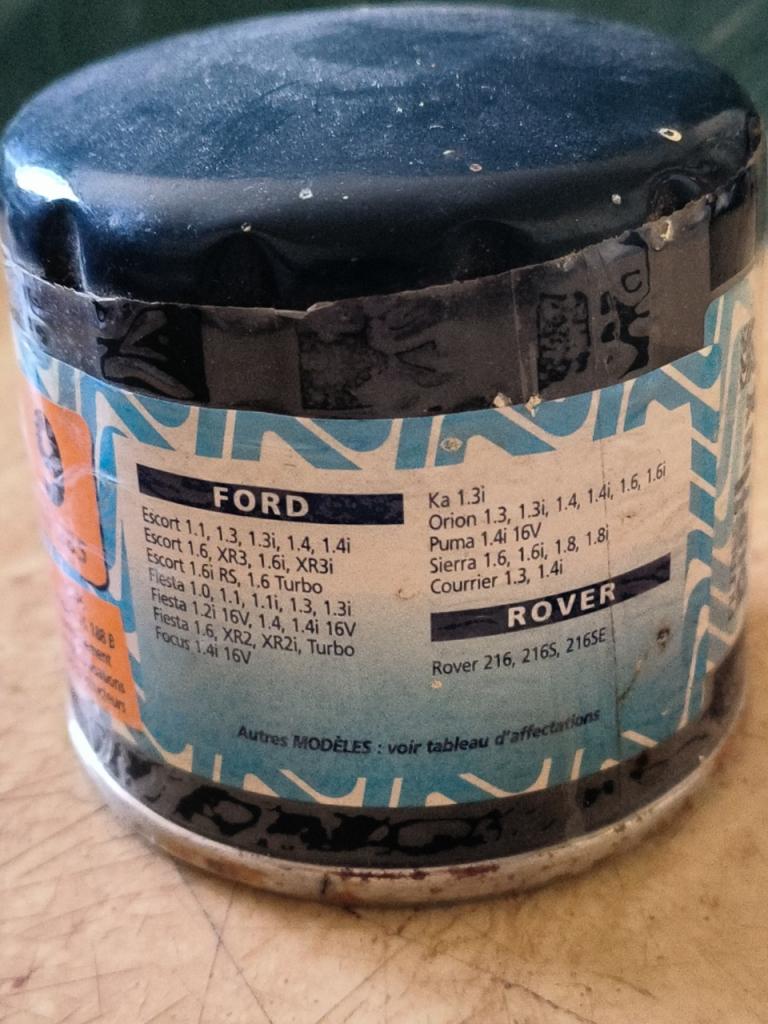 FORD
Escort 1.1, 1.3, 1.3i, 1.4, 1.4i
Escort 1.6, XR3, 1.6i, XR3i
Escort 1.6i RS, 1.6 Turbo
Fiesta 1.0, 1.1, 1.1i, 1.3, 1.3i
Fiesta 1.2i 16V, 1.4, 1.4i 16V
Fiesta 1.6, XR2, XR2i, Turbo
Focus 1.4i 16V
Ka 1.3i
Orion 1.3, 1.3i, 1.4, 1.4i, 1.6, 1.6i
Puma 1.4i 16V
Sierra 1.6, 1.6i, 1.8, 1.8i
Courrier 1.3, 1.4i
ROVER
Rover 216, 216S, 216SE
Autres MODÈLES : voir tableau d'affectations
9